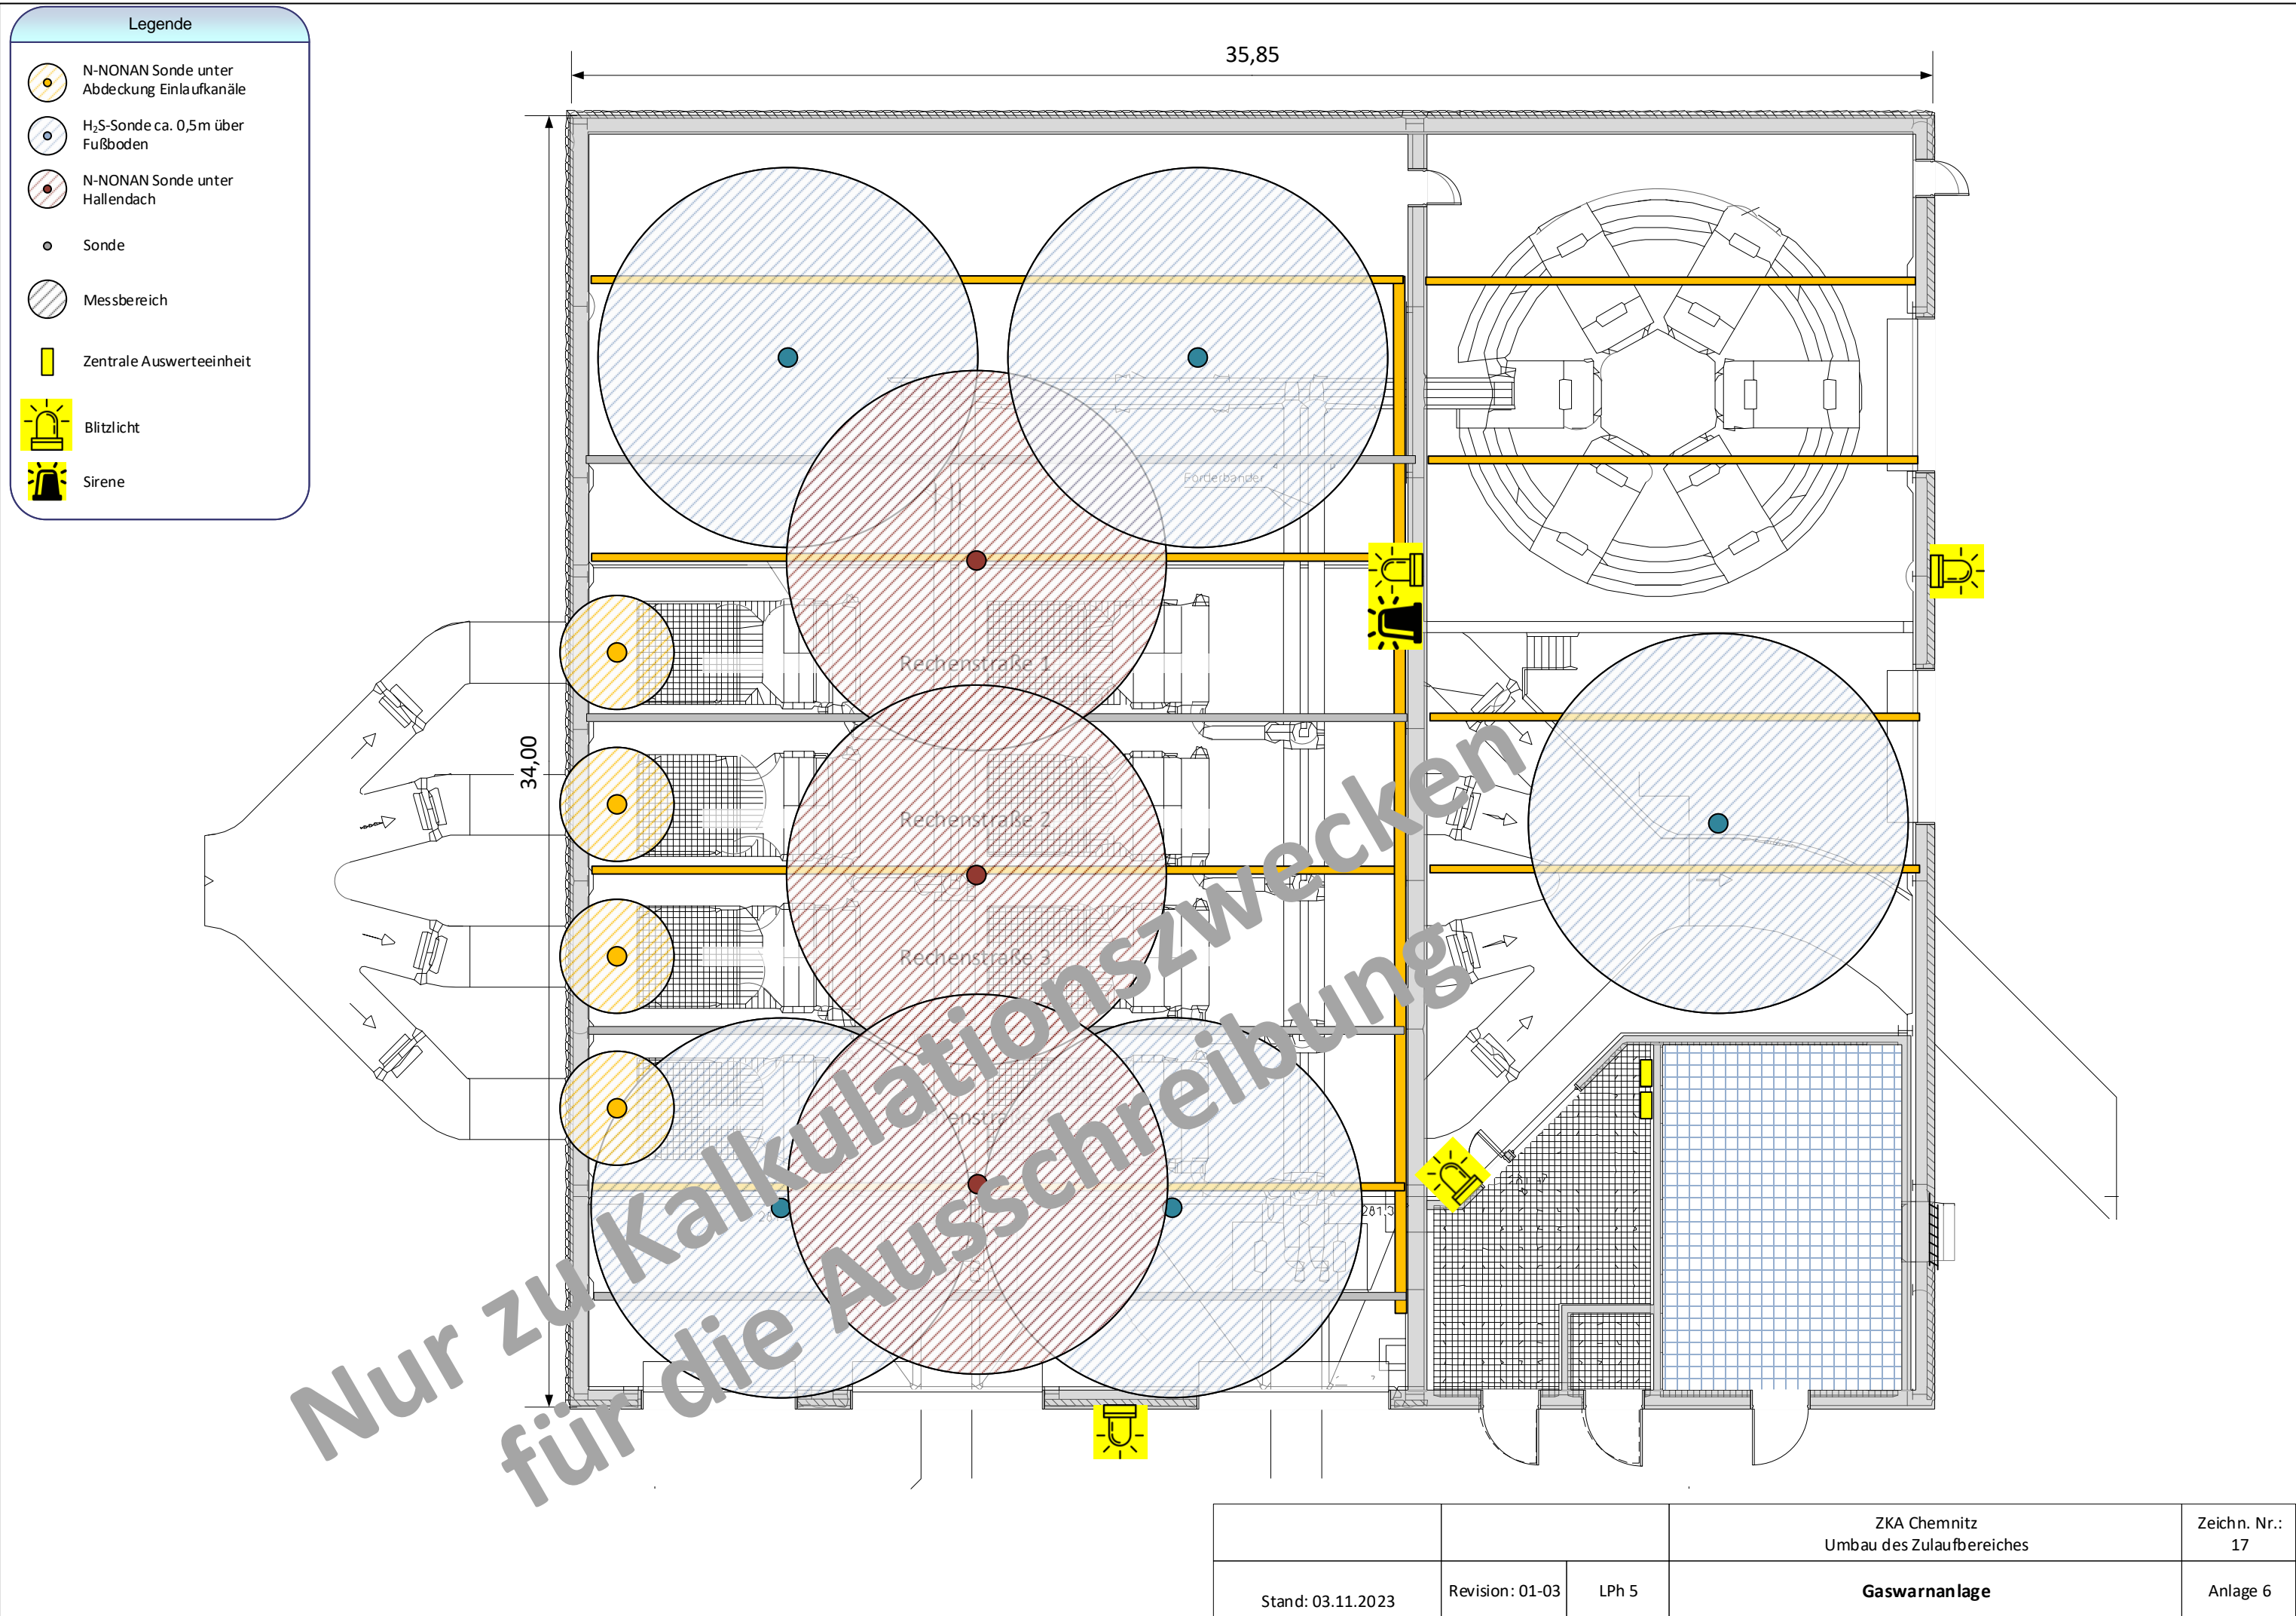 Legende
N-NONAN Sonde unter
Abdeckung Einlaufkanäle
H₂S-Sonde ca. 0,5m über
Fußboden
N-NONAN Sonde unter
Hallendach
Sonde
Messbereich
Zentrale Auswerteeinheit
Blitzlicht
Sirene
35,85
34,00
Förderbänder
Rechenstraße 1
Rechenstraße 2
Rechenstraße 3
enstra
281,3
Nur zu Kalkulationszwecken
für die Ausschreibung
ZKA Chemnitz
Umbau des Zulaufbereiches
Zeichn. Nr.:
17
Stand: 03.11.2023
Revision: 01-03
LPh 5
Gaswarnanlage
Anlage 6